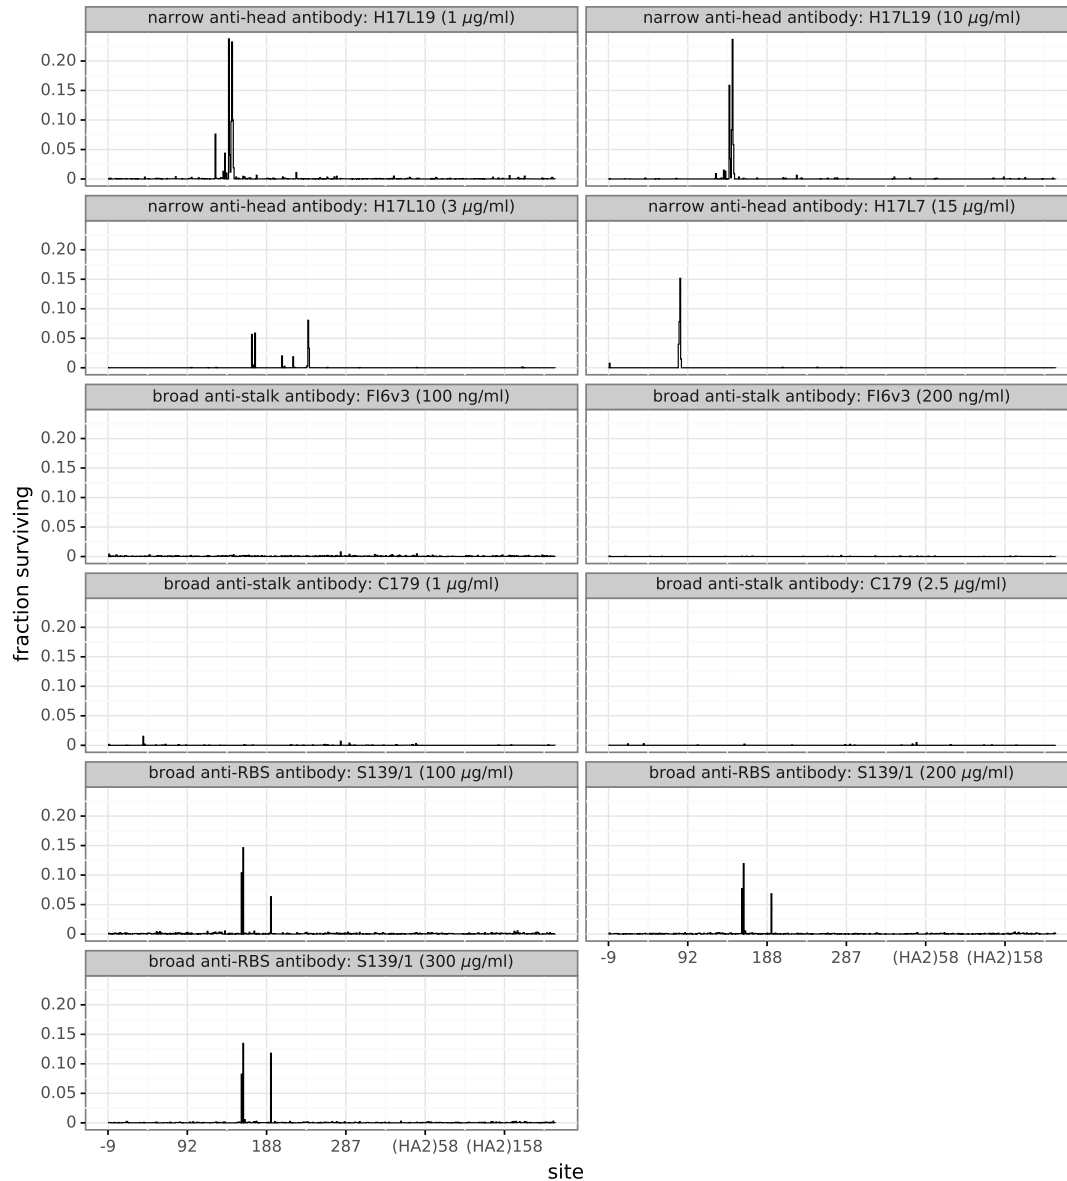 narrow anti-head antibody: H17L19 (1 μg/ml)
narrow anti-head antibody: H17L19 (10 μg/ml)
0.20
0.15
0.10
0.05
0
narrow anti-head antibody: H17L10 (3 μg/ml)
narrow anti-head antibody: H17L7 (15 μg/ml)
0.20
0.15
0.10
0.05
0
broad anti-stalk antibody: FI6v3 (100 ng/ml)
broad anti-stalk antibody: FI6v3 (200 ng/ml)
0.20
0.15
0.10
0.05
0
broad anti-stalk antibody: C179 (1 μg/ml)
broad anti-stalk antibody: C179 (2.5 μg/ml)
0.20
0.15
0.10
0.05
0
broad anti-RBS antibody: S139/1 (100 μg/ml)
broad anti-RBS antibody: S139/1 (200 μg/ml)
0.20
0.15
0.10
0.05
0
-9 92 188 287 (HA2)58 (HA2)158
broad anti-RBS antibody: S139/1 (300 μg/ml)
0.20
0.15
0.10
0.05
0
-9 92 188 287 (HA2)58 (HA2)158
fraction surviving
site